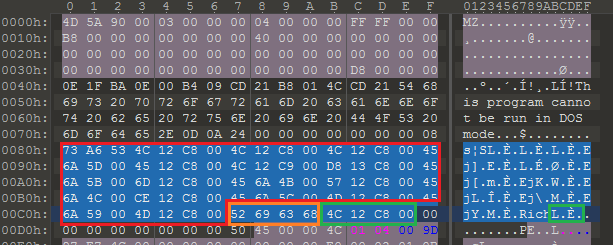 0 1 2 3 4 5 6 7 8 9 A B C D E F 0123456789ABCDEF
0000h: 4D 5A 90 00 03 00 00 00 04 00 00 00 FF FF 00 00 MZ..........ÿÿ..
0010h: B8 00 00 00 00 00 00 00 40 00 00 00 00 00 00 00 ¸.......@.......
0020h: 00 00 00 00 00 00 00 00 00 00 00 00 00 00 00 00 ................
0030h: 00 00 00 00 00 00 00 00 00 00 00 00 D8 00 00 00 ............Ø...
0040h: 0E 1F BA 0E 00 B4 09 CD 21 B8 01 4C CD 21 54 68 ..º..´.Í!¸.LÍ!Th
0050h: 69 73 20 70 72 6F 67 72 61 6D 20 63 61 6E 6E 6F is program canno
0060h: 74 20 62 65 20 72 75 6E 20 69 6E 20 44 4F 53 20 t be run in DOS
0070h: 6D 6F 64 65 2E 0D 0A 24 00 00 00 00 00 00 00 08 mode...$........
0080h: 73 A6 53 4C 12 C8 00 4C 12 C8 00 4C 12 C8 00 45 s¦SL.È.L.È.L.È.E
0090h: 6A 5D 00 45 12 C8 00 4C 12 C9 00 D8 13 C8 00 45 j].E.È.L.É.Ø.È.E
00A0h: 6A 5B 00 6D 12 C8 00 45 6A 4B 00 57 12 C8 00 45 j[.m.È.EjK.W.È.E
00B0h: 6A 4C 00 CE 12 C8 00 45 6A 5C 00 4D 12 C8 00 45 jL.Î.È.Ej\.M.È.E
00C0h: 6A 59 00 4D 12 C8 00 52 69 63 68 4C 12 C8 00 00 jY.M.È.RichL.È..
00D0h: 00 00 00 00 00 00 00 50 45 00 00 4C 01 04 00 9D .......PE..L....